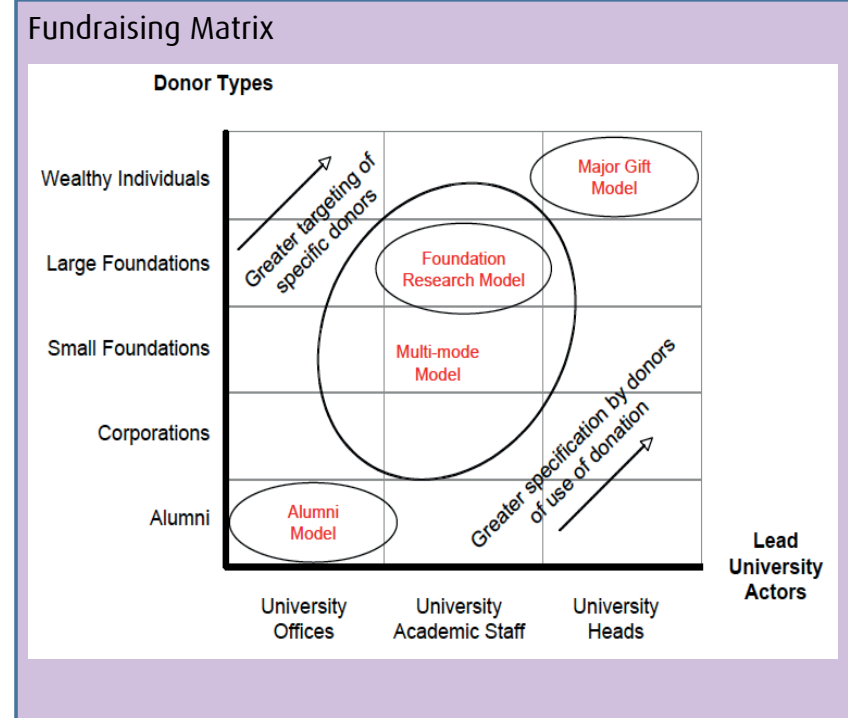 Fundraising Matrix
Donor Types
Wealthy Individuals
Large Foundations
Small Foundations
Corporations
Alumni
Greater targeting of
specific donors
Major Gift
Model
Foundation
Research Model
Multi-mode
Model
Alumni
Model
Greater specification by donors
of use of donation
Lead
University
Actors
University
Offices
University
Academic Staff
University
Heads